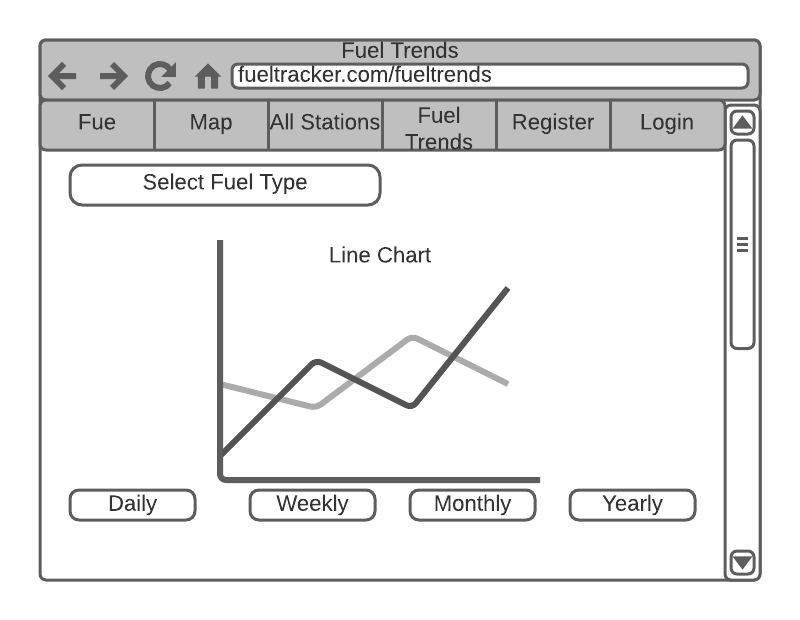 Fuel Trends
fueltracker.com/fueltrends
Fue
Map
All Stations
Fuel
Trends
Register
Login
Select Fuel Type
Line Chart
Daily
Weekly
Monthly
Yearly